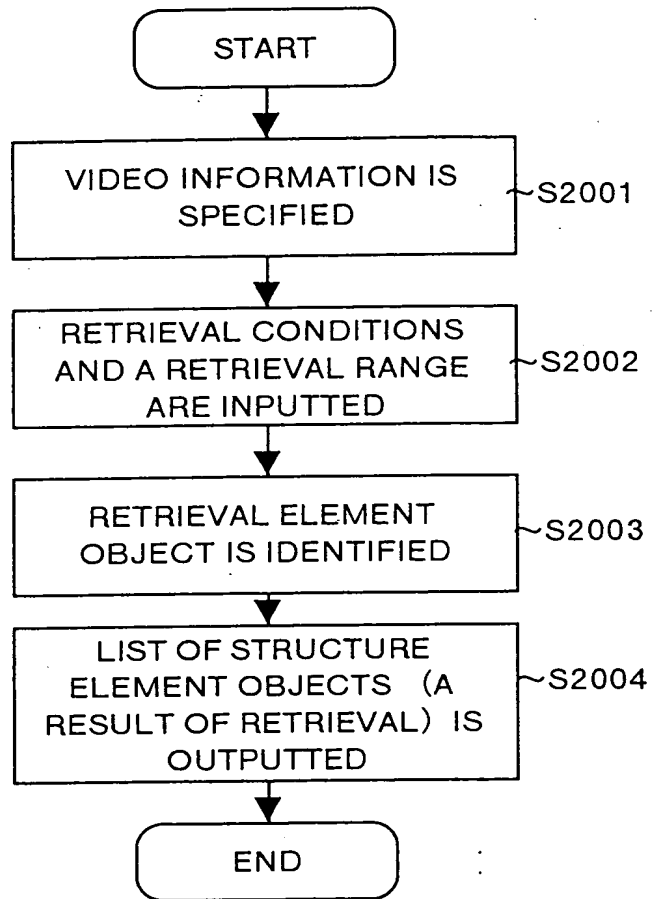 START
VIDEO INFORMATION IS
SPECIFIED
~S2001
RETRIEVAL CONDITIONS
AND A RETRIEVAL RANGE
ARE INPUTTED
~S2002
RETRIEVAL ELEMENT
OBJECT IS IDENTIFIED
~S2003
LIST OF STRUCTURE
ELEMENT OBJECTS (A
RESULT OF RETRIEVAL) IS
OUTPUTTED
~S2004
END